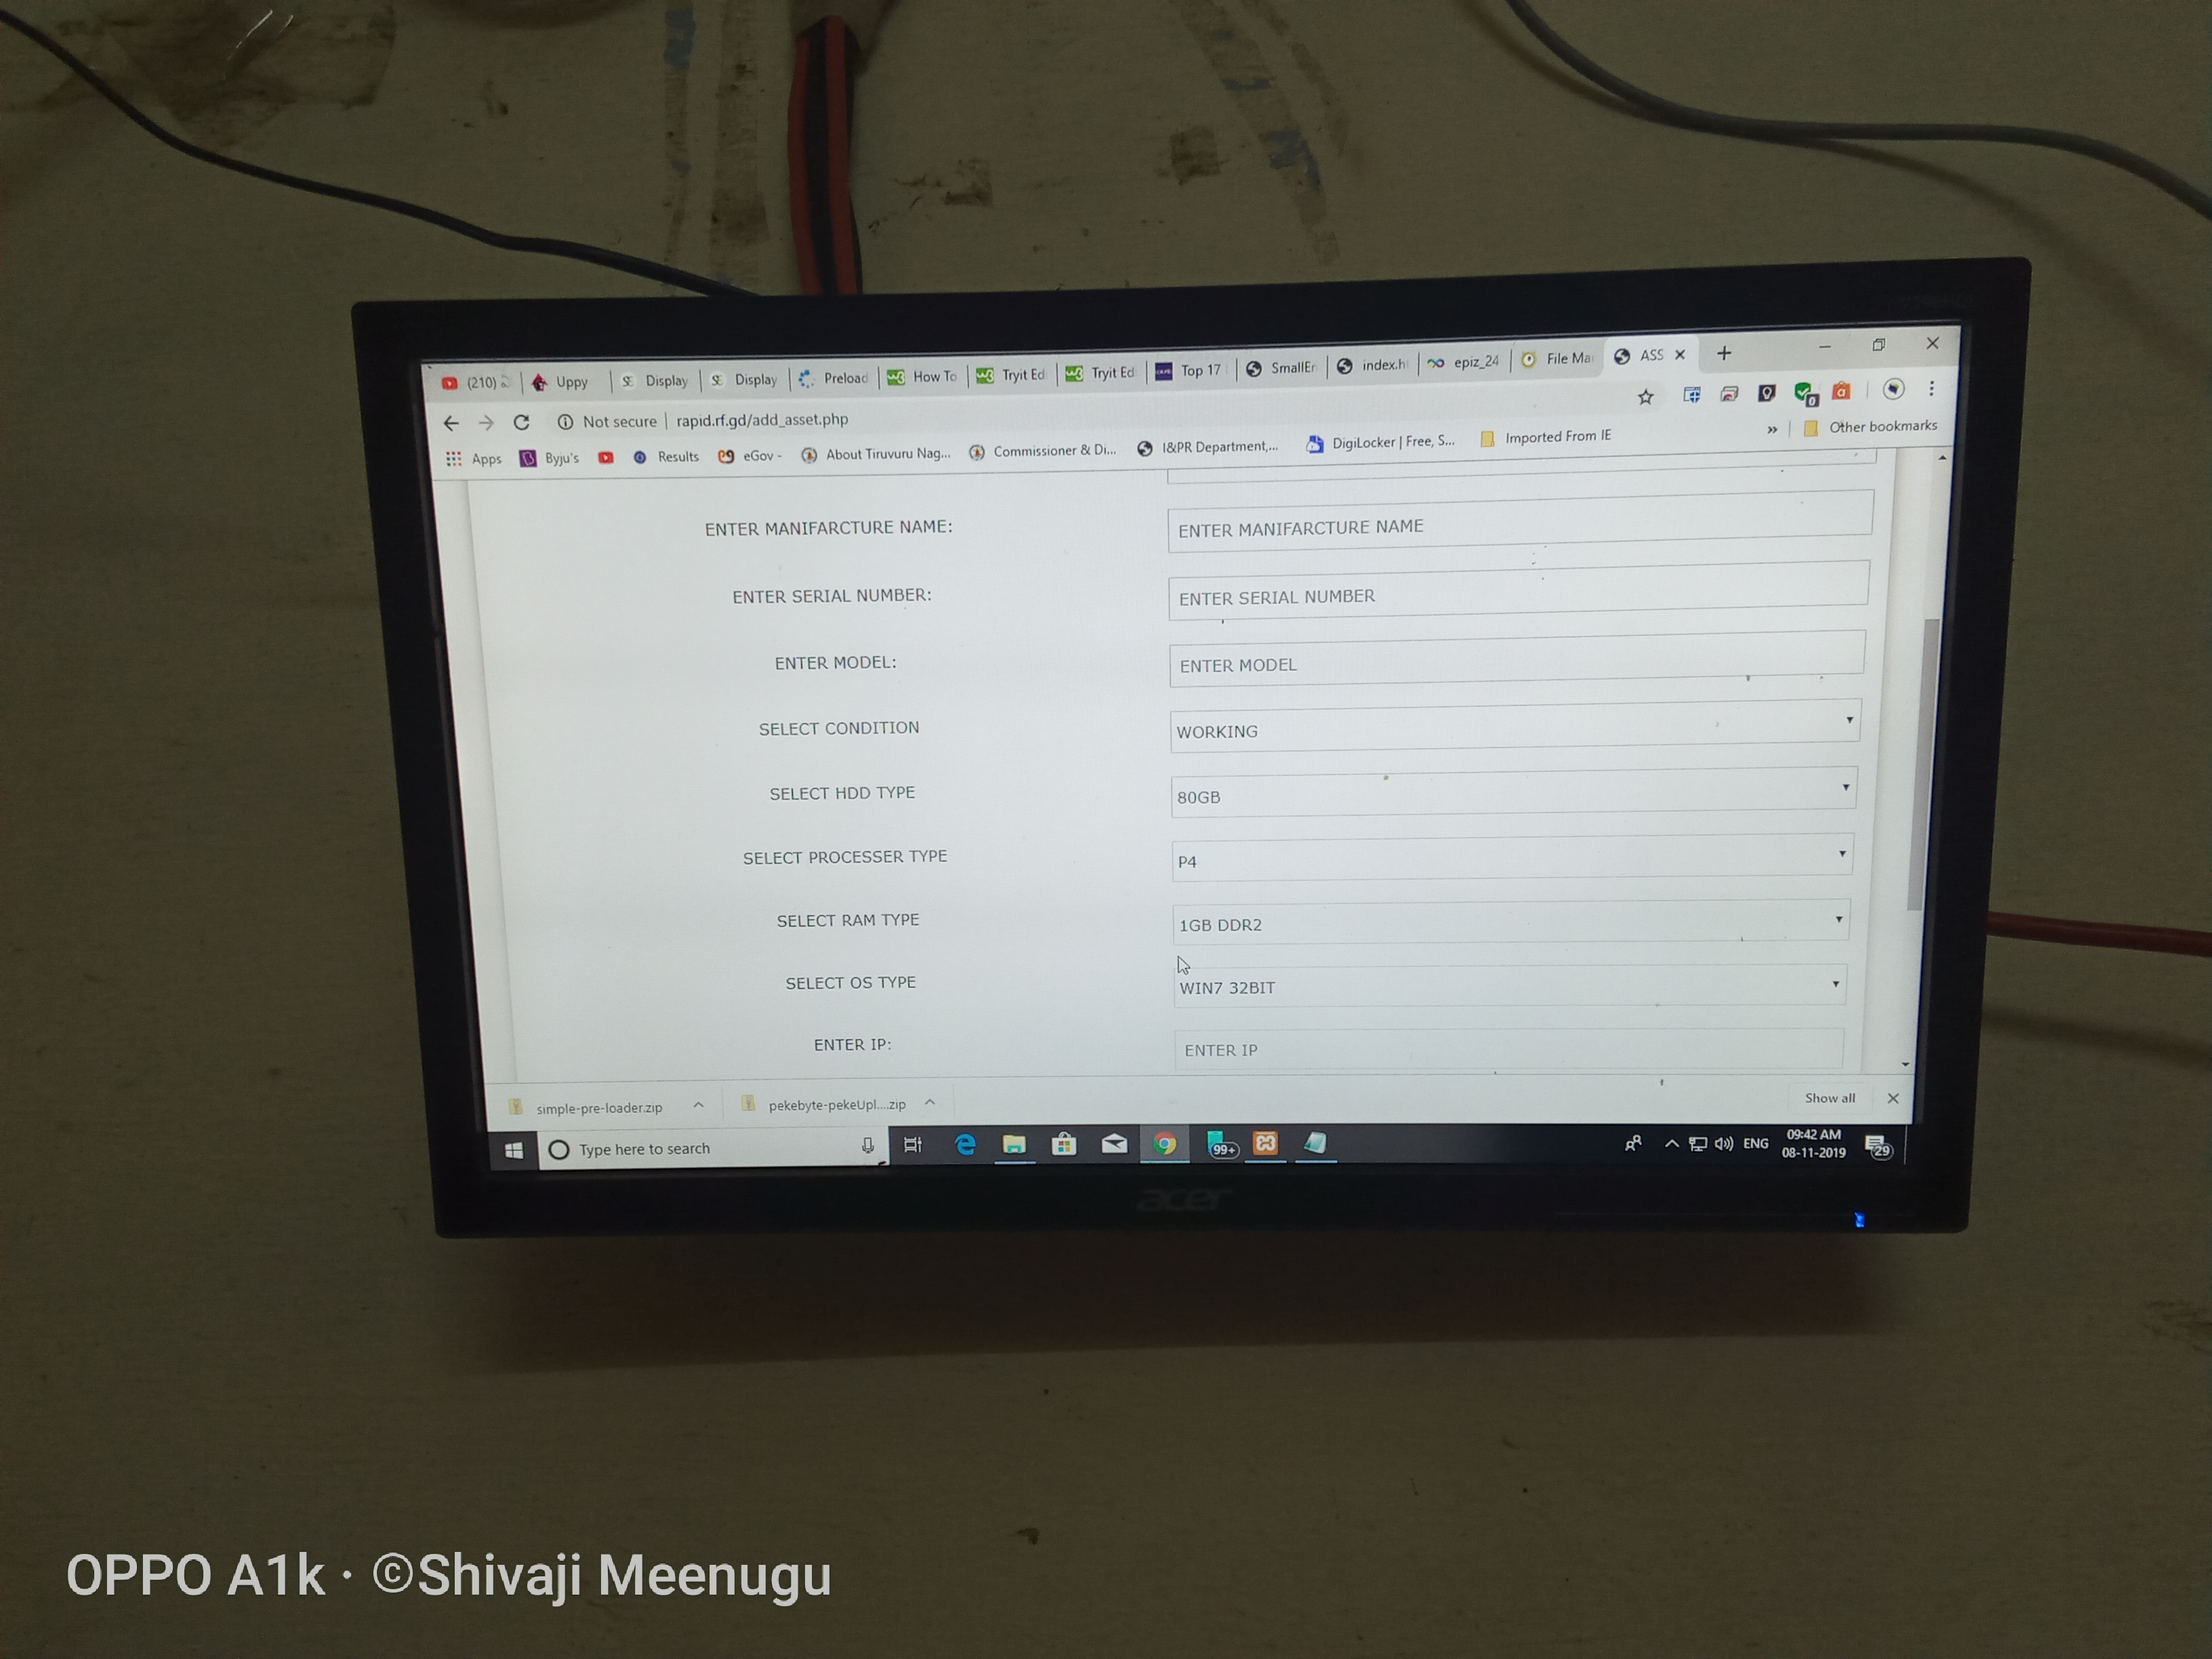 (210)
Uppy
Display
Display
Preload
How To
Tryit Ed
Tryit Ed
Top 17
SmallEr
index.h
epiz_24
File Ma
ASS
Not secure
rapid.rf.gd/add_asset.php
Apps
Byju's
Results
eGov -
About Tiruvuru Nag...
Commissioner & Di...
I&PR Department,...
DigiLocker | Free, S...
Imported From IE
»
Other bookmarks
ENTER MANIFARCTURE NAME:
ENTER MANIFARCTURE NAME
ENTER SERIAL NUMBER:
ENTER SERIAL NUMBER
ENTER MODEL:
ENTER MODEL
SELECT CONDITION
WORKING
SELECT HDD TYPE
80GB
SELECT PROCESSER TYPE
P4
SELECT RAM TYPE
1GB DDR2
SELECT OS TYPE
WIN7 32BIT
ENTER IP:
ENTER IP
simple-pre-loader.zip
pekebyte-pekeUpl....zip
Show all
Type here to search
99+
ENG
09:42 AM
08-11-2019
29
acer
OPPO A1k · ©Shivaji Meenugu